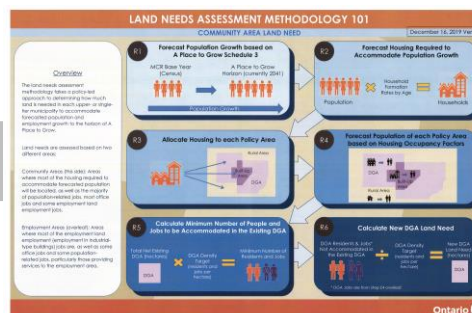 LAND NEEDS ASSESSMENT METHODOLOGY 101
COMMUNITY AREA LAND NEED
December 16, 2019 Ver
Overview
The land needs assessment
methodology takes a policy-led
approach to determining how much
land is needed in each upper- or single-
tier municipality to accommodate
forecasted population and
employment growth to the horizon of A
Place to Grow.
Land needs are assessed based on two
different areas:
Community Areas (this side): Areas
where most of the housing required to
accommodate forecasted population
will be located, as well as the majority
of population-related jobs, most office
jobs and some employment land
employment jobs.
Employment Areas (overleaf): Areas
where most of the employment land
employment (employment in industrial-
type buildings) jobs are, as well as some
office jobs and some population-
related jobs, particularly those providing
services to the employment area.
R1
Forecast Population Growth based on
A Place to Grow Schedule 3
MCR Base Year
(Census)
A Place to Grow
Horizon (currently 2041)
Population Growth
R2
Forecast Housing Required to
Accommodate Population Growth
Population
Household
Formation
Rates by Age
Households
R3
Allocate Housing to each Policy Area
Rural Area
DGA
R4
Forecast Population of each Policy Area
based on Housing Occupancy Factors
Rural Area
DGA
R5
Calculate Minimum Number of People and
Jobs to be Accommodated in the Existing DGA
Total Net Existing
DGA (hectares)
DGA
DGA Density
Target
(residents and
jobs per
hectare)
Minimum Number of
Residents and Jobs
R6
Calculate New DGA Land Need
DGA Residents & Jobs*
Not Accommodated in
the Existing DGA
DGA Density
Target
(residents and
jobs per
hectare)
New DGA
Land Need
(hectares)
DGA
Ontario